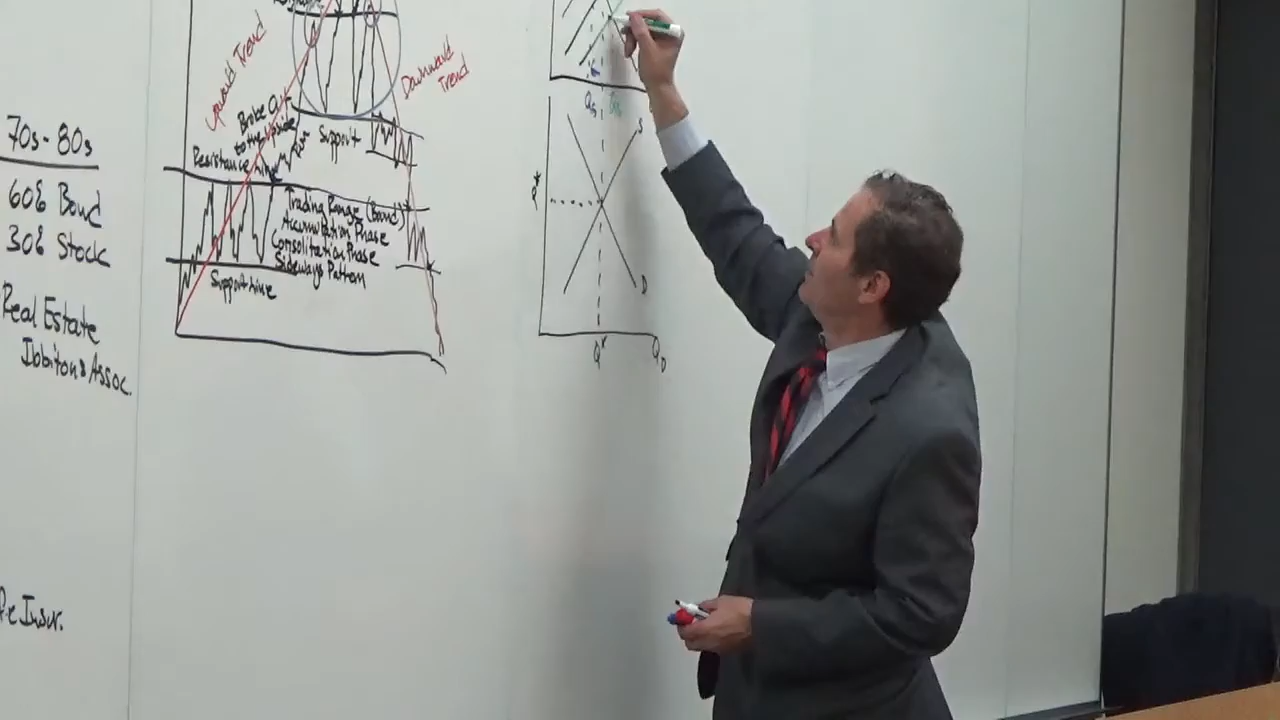 70s-80s
60% Bond
30% Stock
Real Estate
Ibbitons Assoc.
Insur.
Upward Trend
Downward
Trend
Broke Out
to the upside
Support
Resistance Line
Trading Range (Band)
Accumulation Phase
Consolidation Phase
Sideways Pattern
Support Line
S
P*
D
Q*
Q D